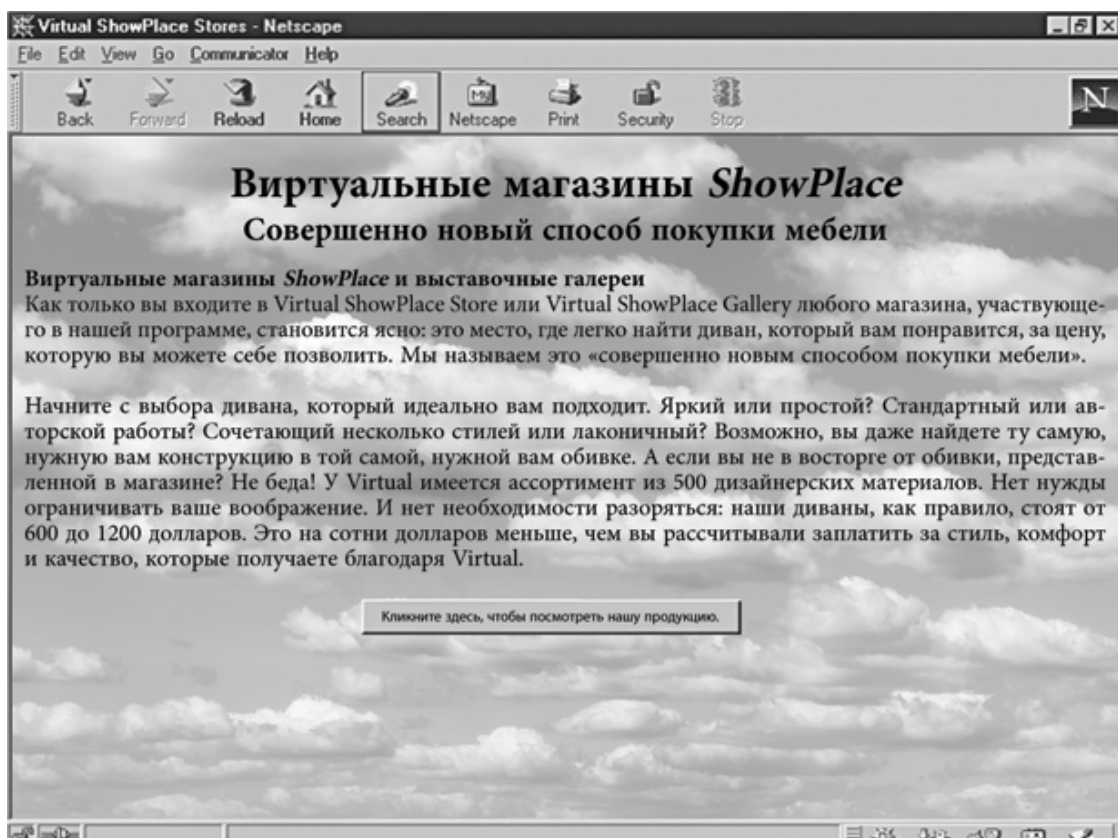 Virtual ShowPlace Stores - Netscape
File Edit View Go Communicator Help
Back Forward Reload Home Search Netscape Print Security Stop
My
N
Виртуальные магазины ShowPlace
Совершенно новый способ покупки мебели
Виртуальные магазины ShowPlace и выставочные галереи
Как только вы входите в Virtual ShowPlace Store или Virtual ShowPlace Gallery любого магазина, участвующе-
го в нашей программе, становится ясно: это место, где легко найти диван, который вам понравится, за цену,
которую вы можете себе позволить. Мы называем это «совершенно новым способом покупки мебели».
Начните с выбора дивана, который идеально вам подходит. Яркий или простой? Стандартный или ав-
торской работы? Сочетающий несколько стилей или лаконичный? Возможно, вы даже найдете ту самую,
нужную вам конструкцию в той самой, нужной вам обивке. А если вы не в восторге от обивки, представ-
ленной в магазине? Не беда! У Virtual имеется ассортимент из 500 дизайнерских материалов. Нет нужды
ограничивать ваше воображение. И нет необходимости разоряться: наши диваны, как правило, стоят от
600 до 1200 долларов. Это на сотни долларов меньше, чем вы рассчитывали заплатить за стиль, комфорт
и качество, которые получаете благодаря Virtual.
Кликните здесь, чтобы посмотреть нашу продукцию.